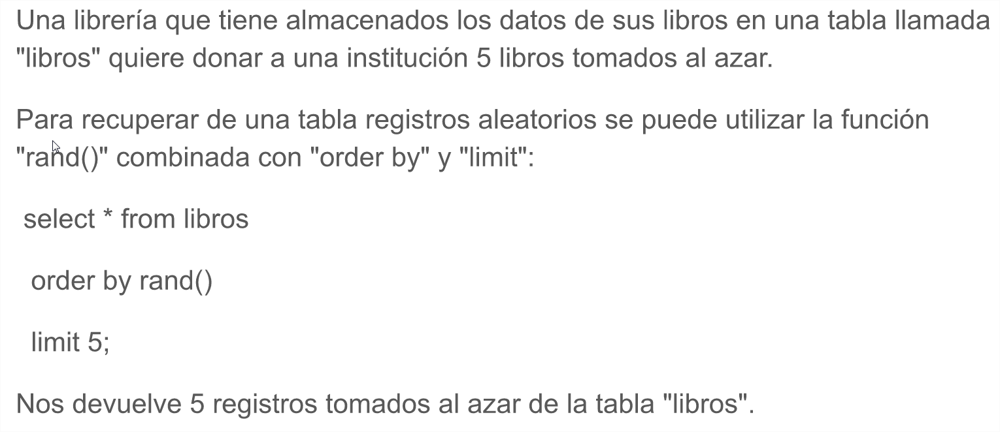 Una librería que tiene almacenados los datos de sus libros en una tabla llamada
"libros" quiere donar a una institución 5 libros tomados al azar.
Para recuperar de una tabla registros aleatorios se puede utilizar la función
"rand()" combinada con "order by" y "limit":
select * from libros
order by rand()
limit 5;
Nos devuelve 5 registros tomados al azar de la tabla "libros".